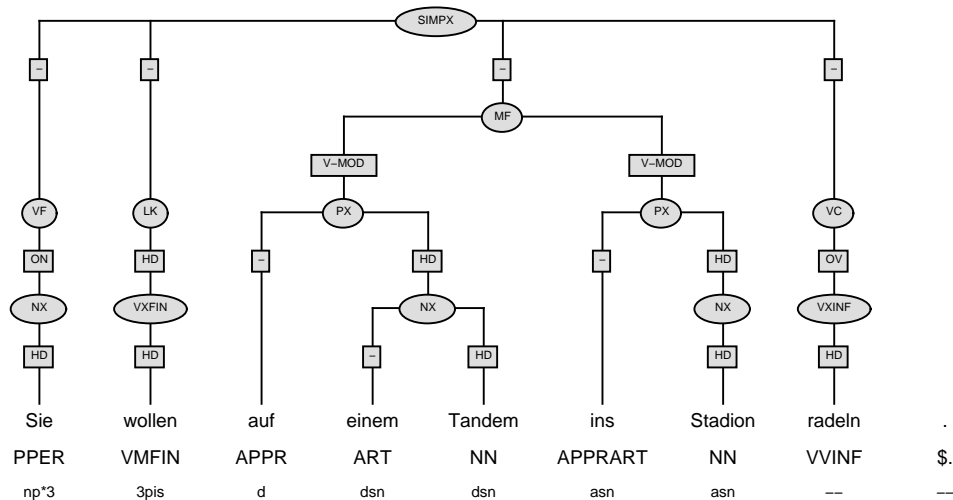 SIMPX
– – – –
MF
V–MOD V–MOD
VF LK PX PX VC
ON HD – HD – HD OV
NX VXFIN NX NX VXINF
HD HD – HD HD HD
Sie wollen auf einem Tandem ins Stadion radeln .
PPER VMFIN APPR ART NN APPRART NN VVINF $.
np*3 3pis d dsn dsn asn asn –– ––